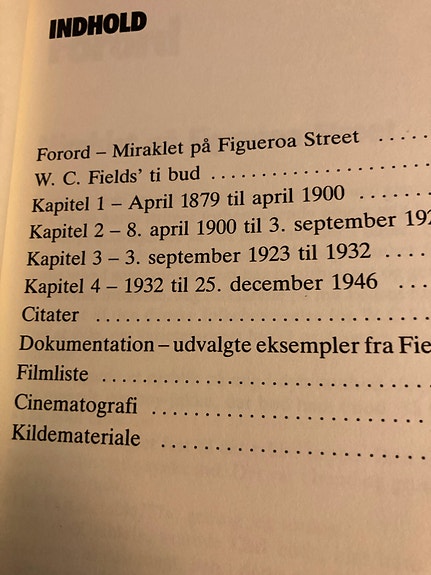 INDHOLD
Forord – Miraklet på Figueroa Street .....
W. C. Fields' ti bud ........................
Kapitel 1 – April 1879 til april 1900 ........
Kapitel 2 – 8. april 1900 til 3. september
Kapitel 3 – 3. september 1923 til 1932 .....
Kapitel 4 – 1932 til 25. december 1946 ....
Citater ........................................
Dokumentation – udvalgte eksempler fra
Filmliste .....................................
Cinematografi ...............................
Kildemateriale ..............................